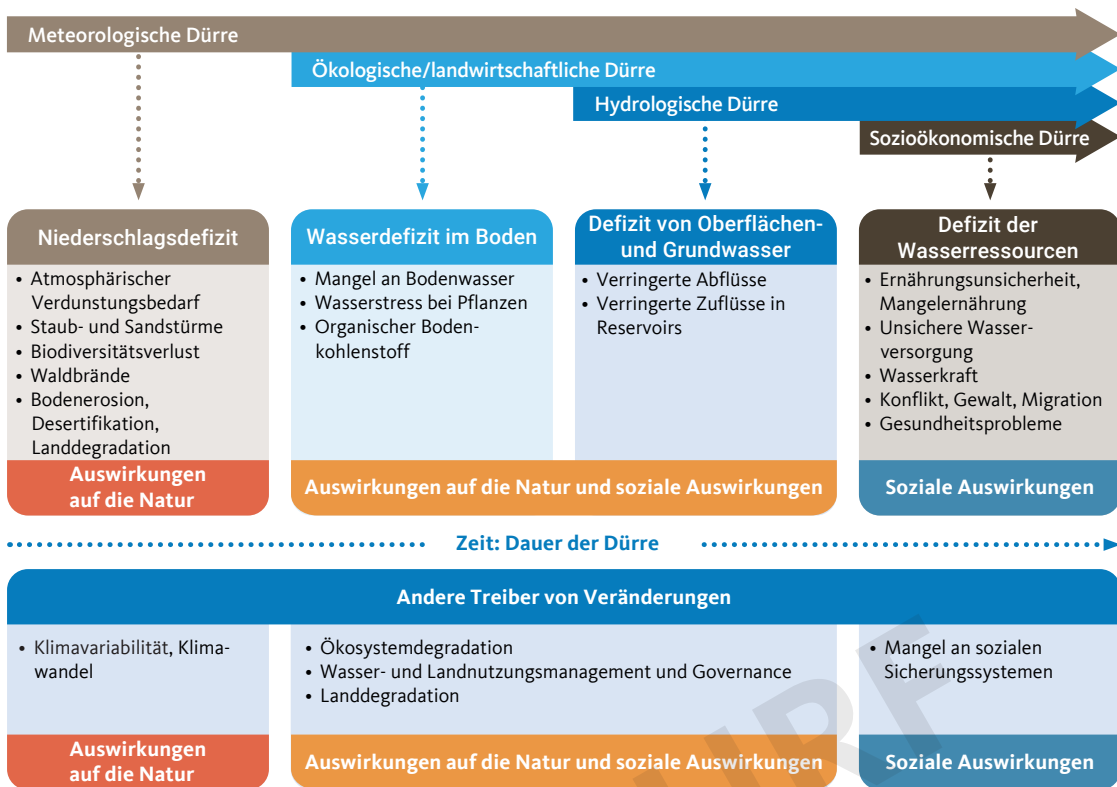 Meteorologische Dürre
Ökologische/landwirtschaftliche Dürre
Hydrologische Dürre
Sozioökonomische Dürre
Niederschlagsdefizit
• Atmosphärischer
Verdunstungsbedarf
• Staub- und Sandstürme
• Biodiversitätsverlust
• Waldbrände
• Bodenerosion,
Desertifikation,
Landdegradation
Auswirkungen
auf die Natur
Wasserdefizit im Boden
• Mangel an Bodenwasser
• Wasserstress bei Pflanzen
• Organischer Boden-
kohlenstoff
Defizit von Oberflächen-
und Grundwasser
• Verringerte Abflüsse
• Verringerte Zuflüsse in
Reservoirs
Auswirkungen auf die Natur und soziale Auswirkungen
Defizit der
Wasserressourcen
• Ernährungsunsicherheit,
Mangelernährung
• Unsichere Wasser-
versorgung
• Wasserkraft
• Konflikt, Gewalt, Migration
• Gesundheitsprobleme
Soziale Auswirkungen
Zeit: Dauer der Dürre
Andere Treiber von Veränderungen
• Klimavariabilität, Klima-
wandel
Auswirkungen
auf die Natur
• Ökosystemdegradation
• Wasser- und Landnutzungsmanagement und Governance
• Landdegradation
Auswirkungen auf die Natur und soziale Auswirkungen
• Mangel an sozialen
Sicherungssystemen
Soziale Auswirkungen